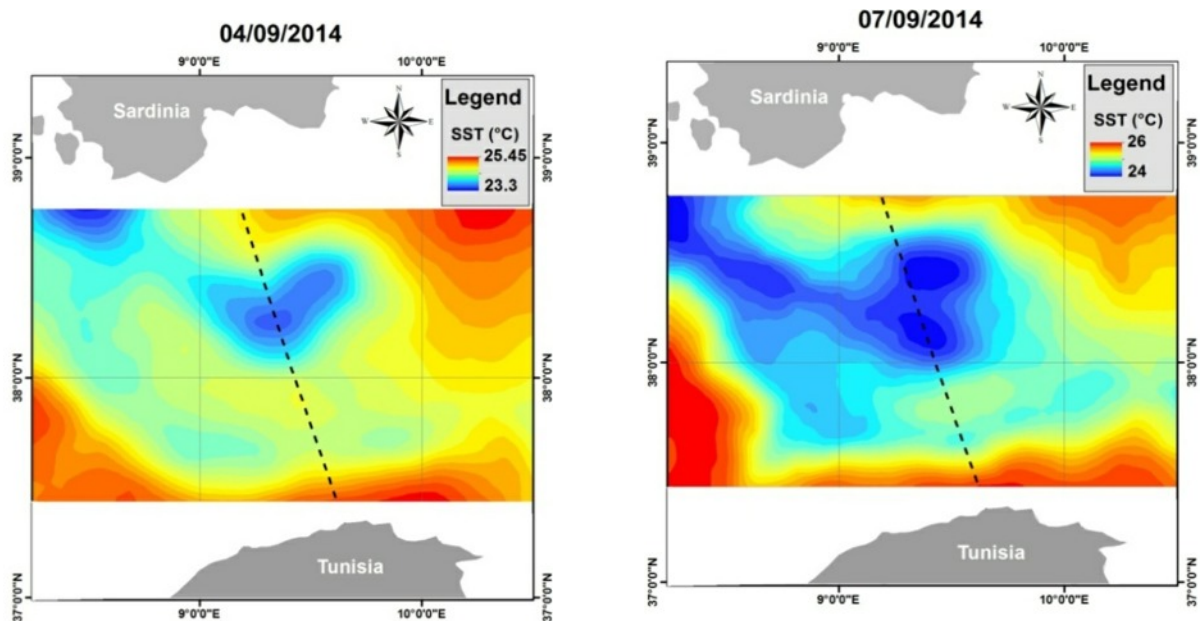 04/09/2014
9°0'0"E
10°0'0"E
Sardinia
N
W
E
S
Legend
SST (°C)
25.45
23.3
39°0'0"N
39°0'0"N
38°0'0"N
38°0'0"N
Tunisia
37°0'0"N
37°0'0"N
9°0'0"E
10°0'0"E
07/09/2014
9°0'0"E
10°0'0"E
Sardinia
N
W
E
S
Legend
SST (°C)
26
24
39°0'0"N
39°0'0"N
38°0'0"N
38°0'0"N
Tunisia
37°0'0"N
37°0'0"N
9°0'0"E
10°0'0"E